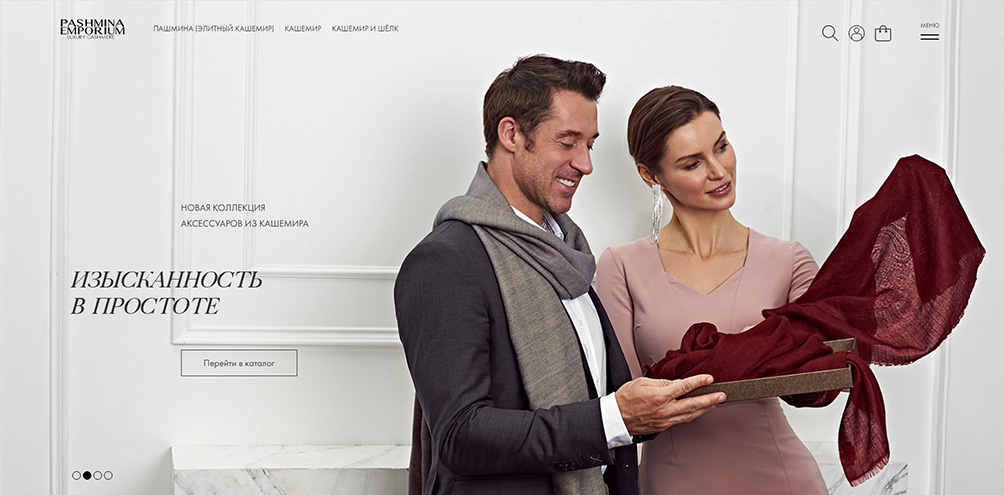 PASHMINA
EMPORIUM
LUXURY CASHMERE
ПАШМИНА (ЭЛИТНЫЙ КАШЕМИР) КАШЕМИР КАШЕМИР И ШЁЛК
МЕНЮ
НОВАЯ КОЛЛЕКЦИЯ
АКСЕССУАРОВ ИЗ КАШЕМИРА
ИЗЫСКАННОСТЬ
В ПРОСТОТЕ
Перейти в каталог